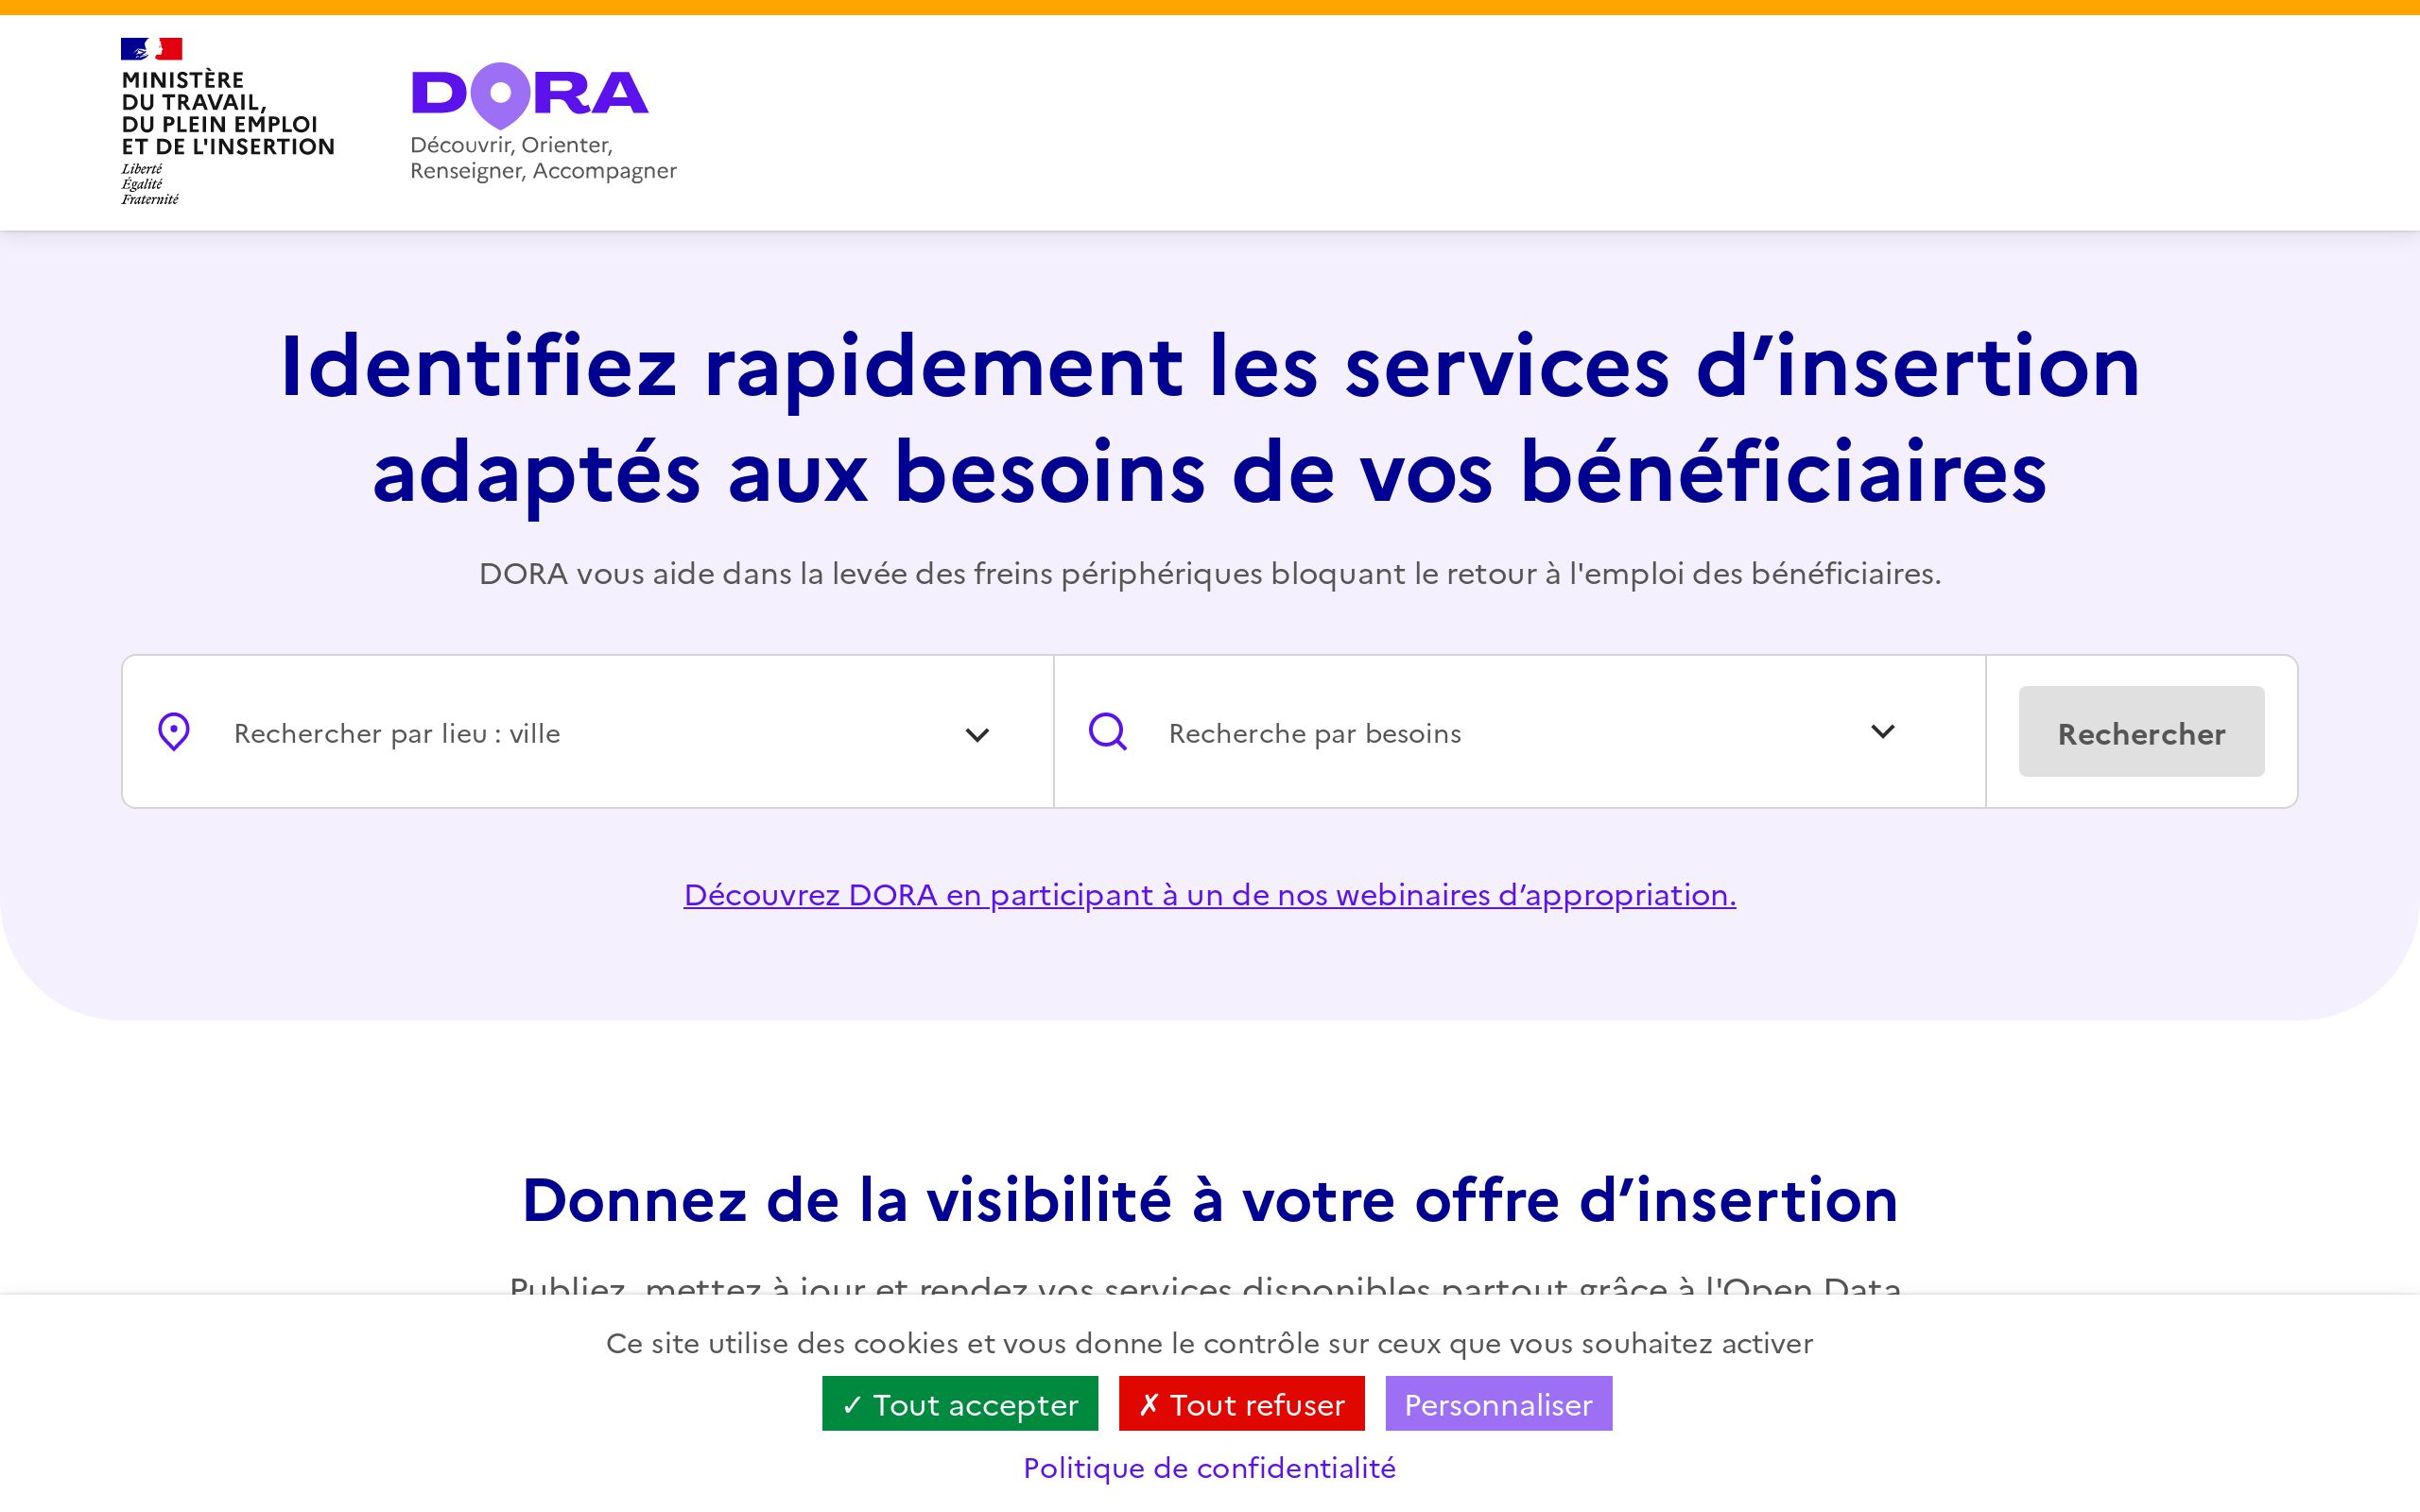 MINISTÈRE
DU TRAVAIL,
DU PLEIN EMPLOI
ET DE L'INSERTION
Liberté
Égalité
Fraternité
DORA
Découvrir, Orienter,
Renseigner, Accompagner
Identifiez rapidement les services d’insertion
adaptés aux besoins de vos bénéficiaires
DORA vous aide dans la levée des freins périphériques bloquant le retour à l'emploi des bénéficiaires.
Rechercher par lieu : ville
Recherche par besoins
Rechercher
Découvrez DORA en participant à un de nos webinaires d’appropriation.
Donnez de la visibilité à votre offre d’insertion
Publiez, mettez à jour et rendez vos services disponibles partout grâce à l'Open Data
Ce site utilise des cookies et vous donne le contrôle sur ceux que vous souhaitez activer
✓ Tout accepter
✗ Tout refuser
Personnaliser
Politique de confidentialité